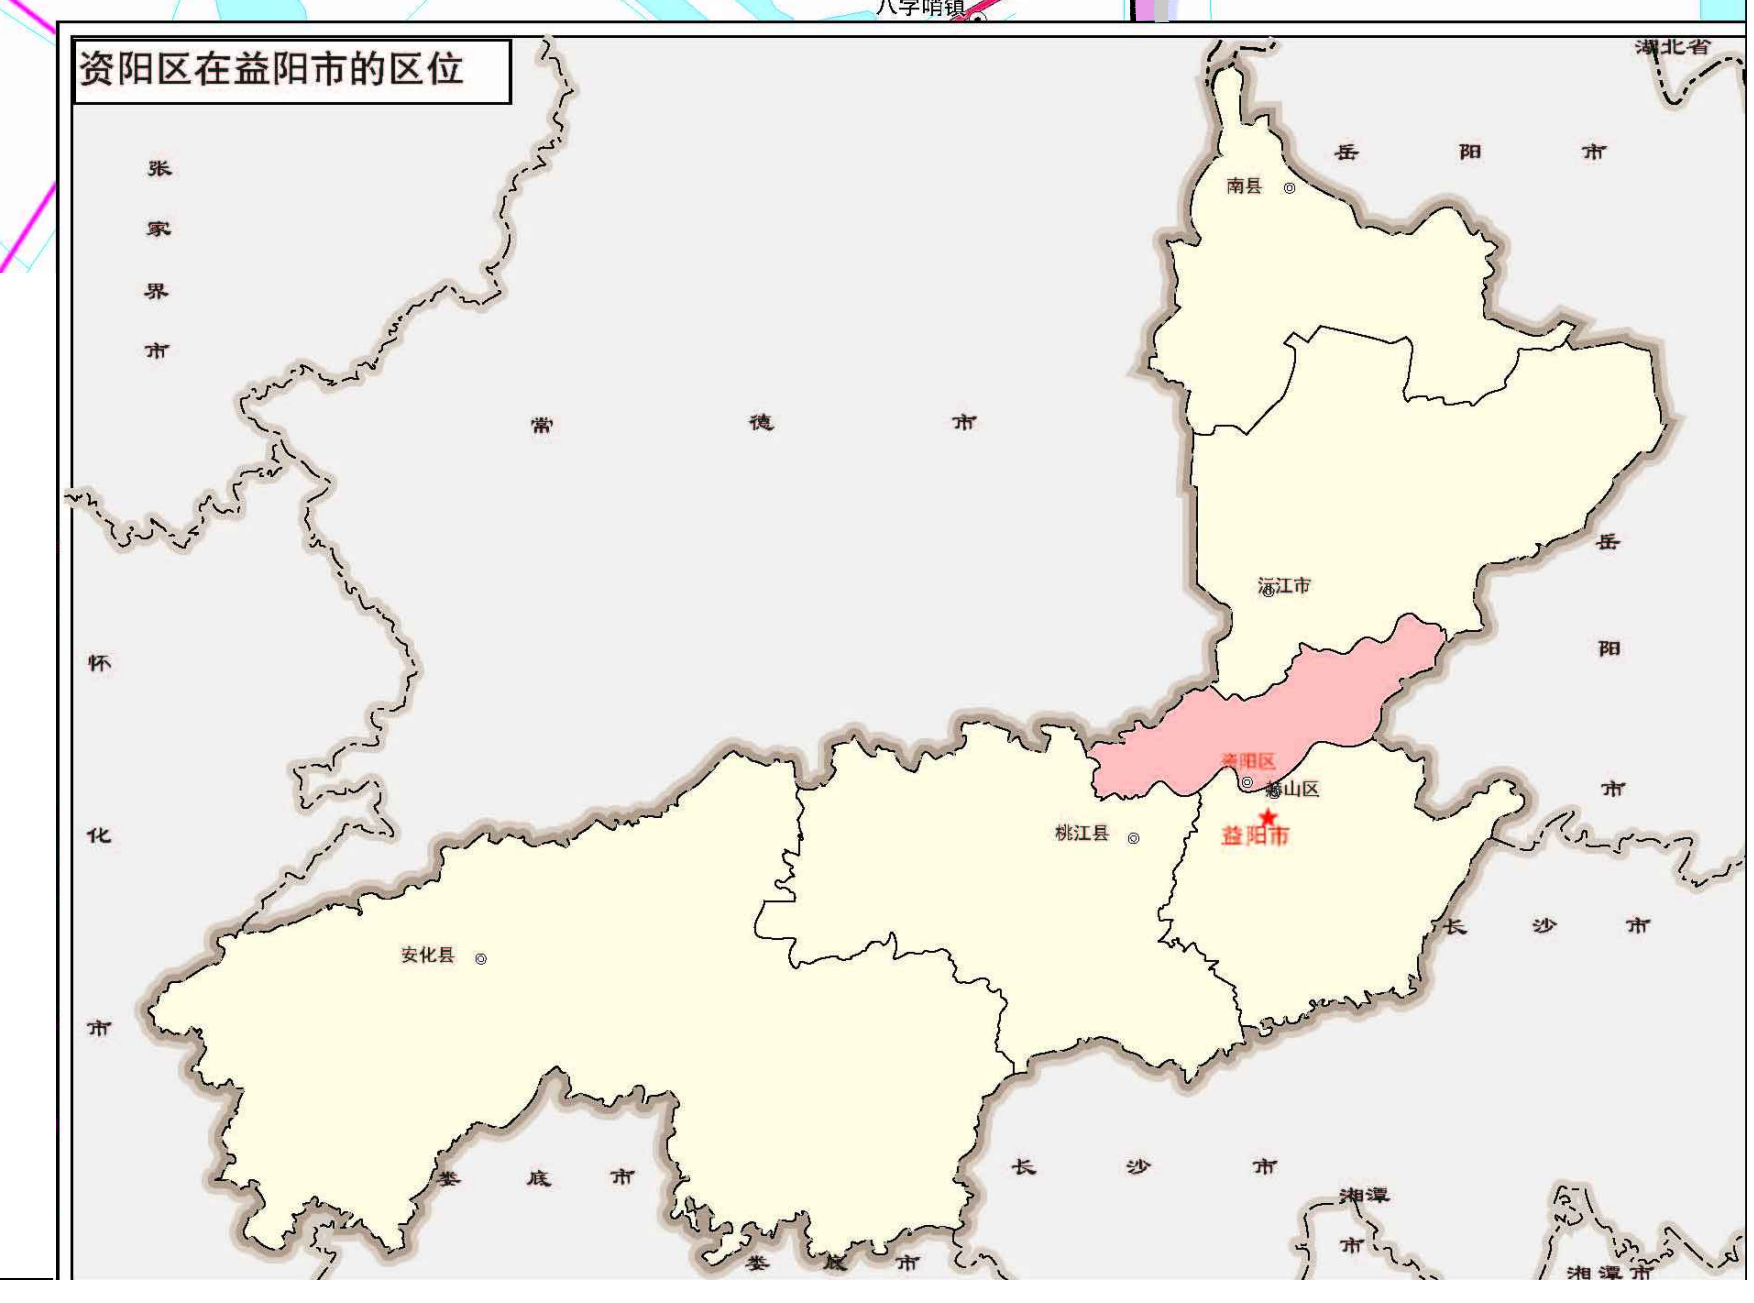 八字哨镇
资阳区在益阳市的区位
湖北省
张家界市
岳阳市
南县
常德市
岳阳市
沅江市
怀化市
资阳区
赫山区
桃江县
益阳市
安化县
长沙市
娄底市
长沙市
湘潭市
娄底市
湘潭市